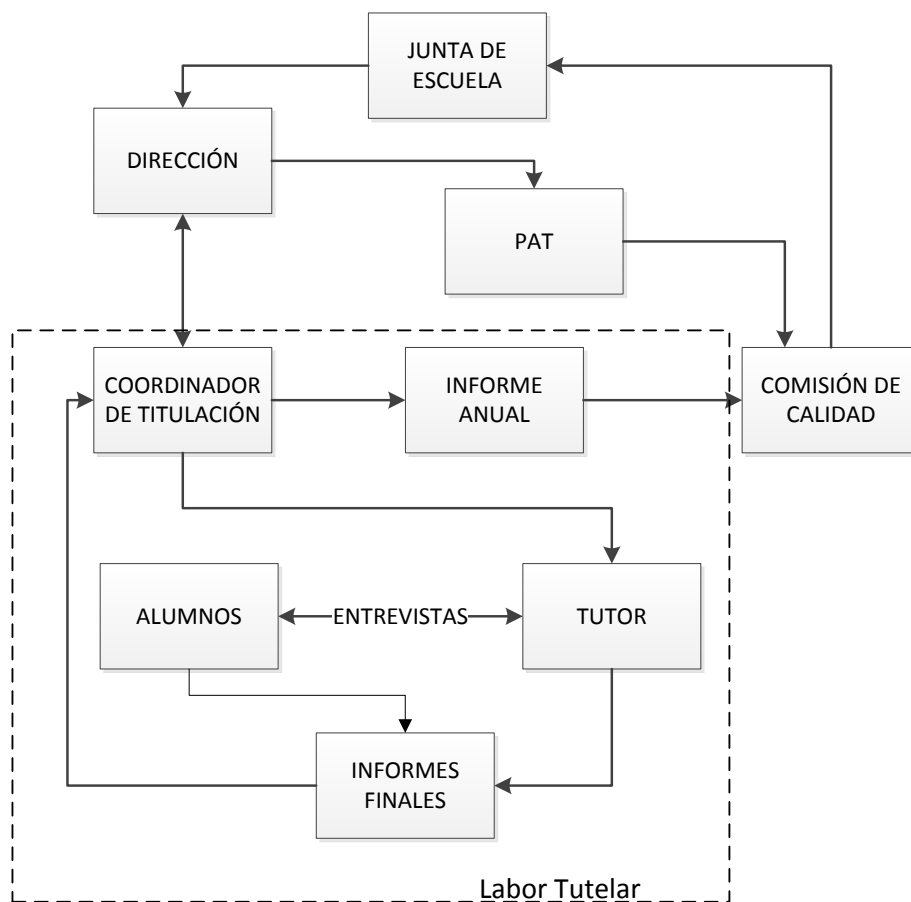 JUNTA DE
ESCUELA
DIRECCIÓN
PAT
COORDINADOR
DE TITULACIÓN
INFORME
ANUAL
COMISIÓN DE
CALIDAD
ALUMNOS
ENTREVISTAS
TUTOR
INFORMES
FINALES
Labor Tutelar